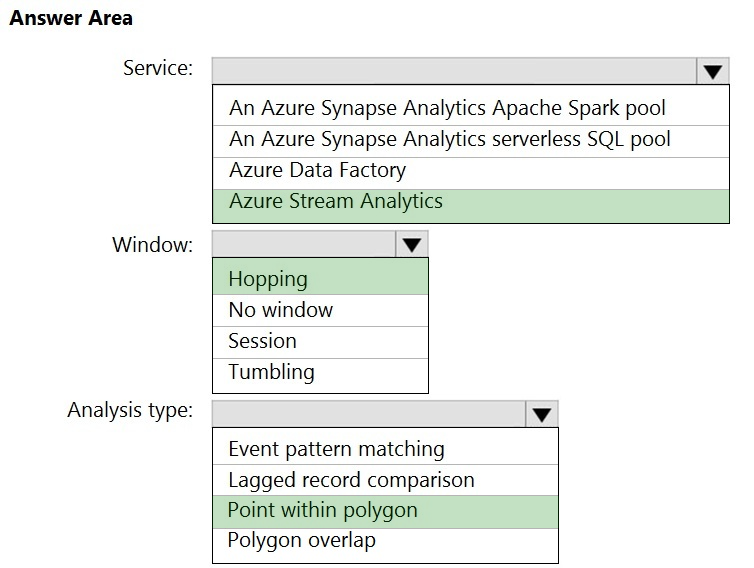 Answer Area
Service:
An Azure Synapse Analytics Apache Spark pool
An Azure Synapse Analytics serverless SQL pool
Azure Data Factory
Azure Stream Analytics
Window:
Hopping
No window
Session
Tumbling
Analysis type:
Event pattern matching
Lagged record comparison
Point within polygon
Polygon overlap